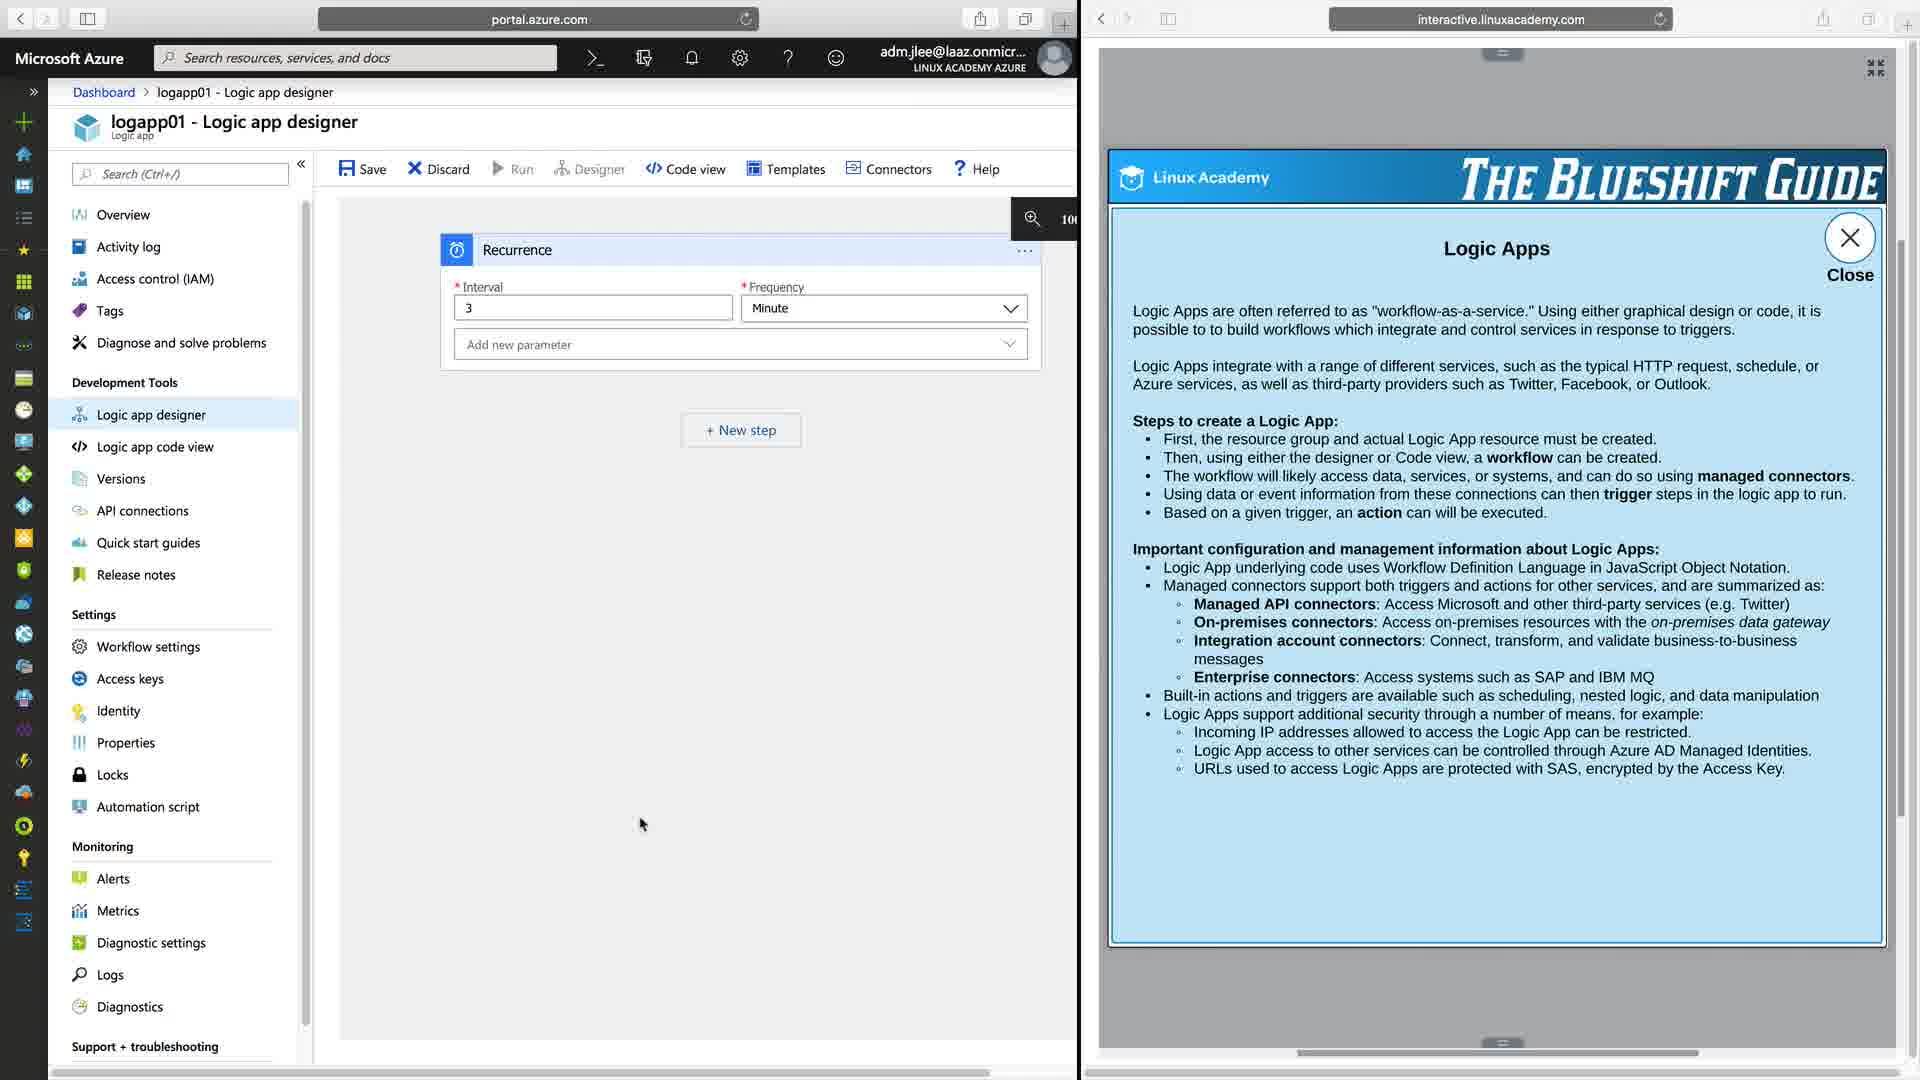 portal.azure.com
Microsoft Azure
Search resources, services, and docs
adm.jlee@laaz.onmicr...
LINUX ACADEMY AZURE
Dashboard > logapp01 - Logic app designer
logapp01 - Logic app designer
Logic app
Search (Ctrl+/)
Overview
Activity log
Access control (IAM)
Tags
Diagnose and solve problems
Development Tools
Logic app designer
Logic app code view
Versions
API connections
Quick start guides
Release notes
Settings
Workflow settings
Access keys
Identity
Properties
Locks
Automation script
Monitoring
Alerts
Metrics
Diagnostic settings
Logs
Diagnostics
Support + troubleshooting
Save Discard Run Designer Code view Templates Connectors Help
100
Recurrence
* Interval * Frequency
3 Minute
Add new parameter
+ New step
interactive.linuxacademy.com
Linux Academy
THE BLUESHIFT GUIDE
Logic Apps
Close
Logic Apps are often referred to as "workflow-as-a-service." Using either graphical design or code, it is
possible to to build workflows which integrate and control services in response to triggers.
Logic Apps integrate with a range of different services, such as the typical HTTP request, schedule, or
Azure services, as well as third-party providers such as Twitter, Facebook, or Outlook.
Steps to create a Logic App:
• First, the resource group and actual Logic App resource must be created.
• Then, using either the designer or Code view, a workflow can be created.
• The workflow will likely access data, services, or systems, and can do so using managed connectors.
• Using data or event information from these connections can then trigger steps in the logic app to run.
• Based on a given trigger, an action can will be executed.
Important configuration and management information about Logic Apps:
• Logic App underlying code uses Workflow Definition Language in JavaScript Object Notation.
• Managed connectors support both triggers and actions for other services, and are summarized as:
◦ Managed API connectors: Access Microsoft and other third-party services (e.g. Twitter)
◦ On-premises connectors: Access on-premises resources with the on-premises data gateway
◦ Integration account connectors: Connect, transform, and validate business-to-business
messages
◦ Enterprise connectors: Access systems such as SAP and IBM MQ
• Built-in actions and triggers are available such as scheduling, nested logic, and data manipulation
• Logic Apps support additional security through a number of means, for example:
◦ Incoming IP addresses allowed to access the Logic App can be restricted.
◦ Logic App access to other services can be controlled through Azure AD Managed Identities.
◦ URLs used to access Logic Apps are protected with SAS, encrypted by the Access Key.